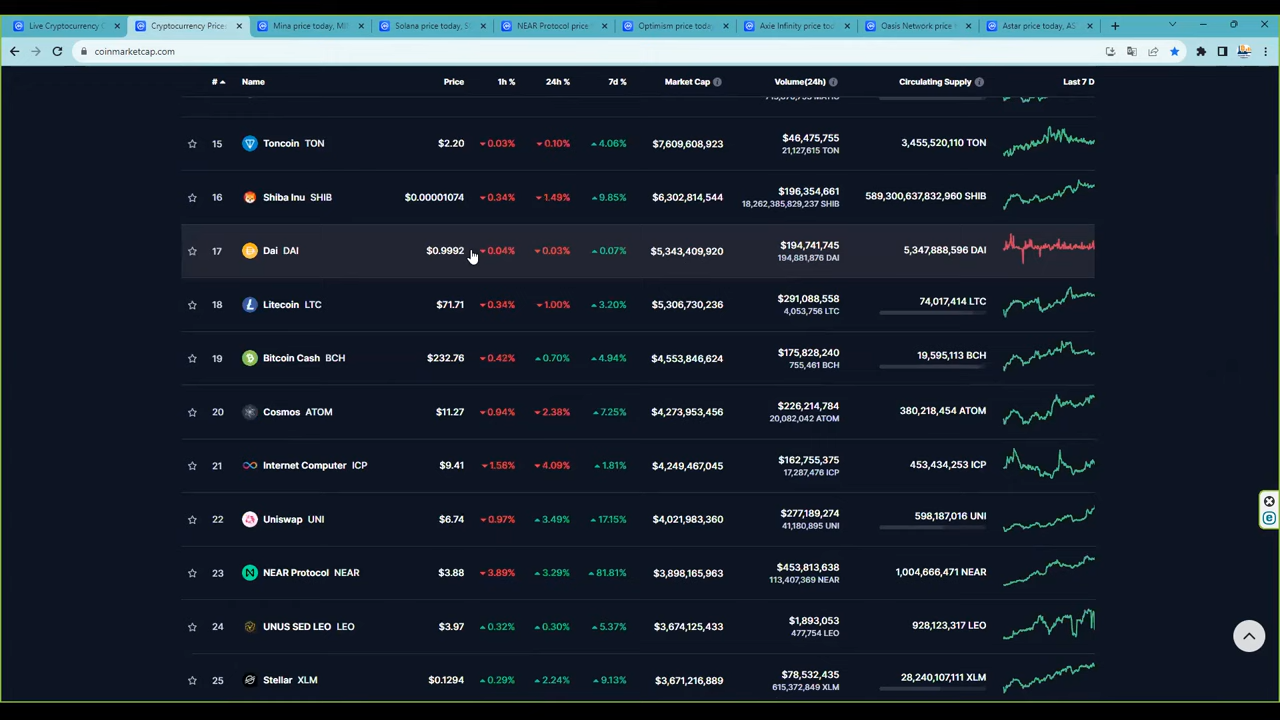 Live Cryptocurrency
Cryptocurrency Prices
Mina price today, MI
Solana price today, S
NEAR Protocol price
Optimism price today
Axie Infinity price tod
Oasis Network price
Astar price today, AS
coinmarketcap.com
# Name Price 1h % 24h % 7d % Market Cap Volume(24h) Circulating Supply Last 7 D
15 Toncoin TON $2.20 0.03% 0.10% 4.06% $7,609,608,923 $46,475,755 3,455,520,110 TON
21,127,615 TON
16 Shiba Inu SHIB $0.00001074 0.34% 1.49% 9.85% $6,302,814,544 $196,354,661 589,300,637,832,960 SHIB
18,262,385,829,237 SHIB
17 Dai DAI $0.9992 0.04% 0.03% 0.07% $5,343,409,920 $194,741,745 5,347,888,596 DAI
194,881,876 DAI
18 Litecoin LTC $71.71 0.34% 1.00% 3.20% $5,306,730,236 $291,088,558 74,017,414 LTC
4,053,756 LTC
19 Bitcoin Cash BCH $232.76 0.42% 0.70% 4.94% $4,553,846,624 $175,828,240 19,595,113 BCH
755,461 BCH
20 Cosmos ATOM $11.27 0.94% 2.38% 7.25% $4,273,953,456 $226,214,784 380,218,454 ATOM
20,082,042 ATOM
21 Internet Computer ICP $9.41 1.56% 4.09% 1.81% $4,249,467,045 $162,755,375 453,434,253 ICP
17,287,476 ICP
22 Uniswap UNI $6.74 0.97% 3.49% 17.15% $4,021,983,360 $277,189,274 598,187,016 UNI
41,180,895 UNI
23 NEAR Protocol NEAR $3.88 3.89% 3.29% 81.81% $3,898,165,963 $453,813,638 1,004,666,471 NEAR
113,407,369 NEAR
24 UNUS SED LEO LEO $3.97 0.32% 0.30% 5.37% $3,674,125,433 $1,893,053 928,123,317 LEO
477,754 LEO
25 Stellar XLM $0.1294 0.29% 2.24% 9.13% $3,671,216,889 $78,532,435 28,240,107,111 XLM
615,372,849 XLM